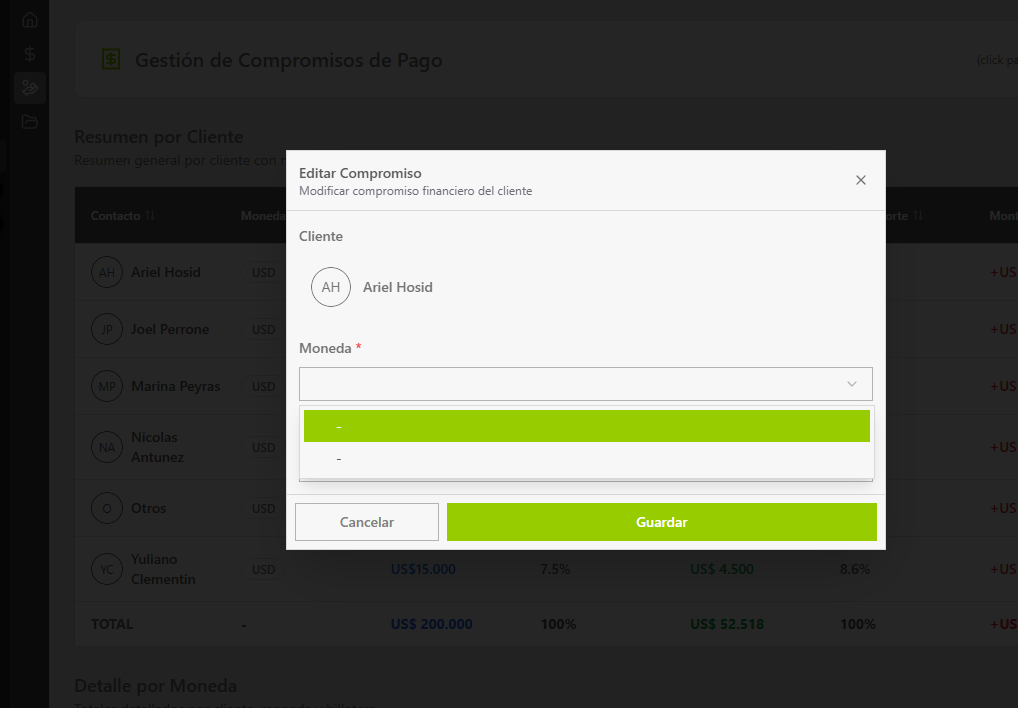 Gestión de Compromisos de Pago
(click pa
Resumen por Cliente
Resumen general por cliente con
Editar Compromiso
Modificar compromiso financiero del cliente
Contacto
Moneda
orte
Mont
Cliente
AH Ariel Hosid USD
+US
AH Ariel Hosid
JP Joel Perrone USD
+US
Moneda *
MP Marina Peyras USD
+US
-
-
NA Nicolas Antunez USD
+US
O Otros USD
+US
Cancelar
Guardar
YC Yuliano Clementin USD US$15.000 7.5% US$ 4.500 8.6% +US
TOTAL - US$ 200.000 100% US$ 52.518 100% +US
Detalle por Moneda